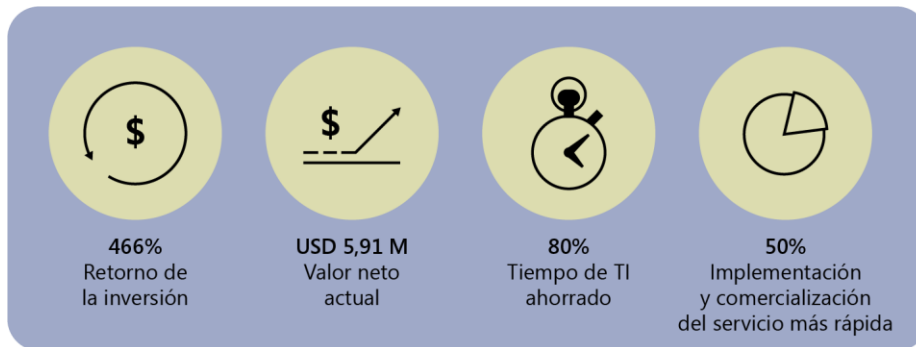 $
$
466%
Retorno de
la inversión
USD 5,91 M
Valor neto
actual
80%
Tiempo de TI
ahorrado
50%
Implementación
y comercialización
del servicio más rápida